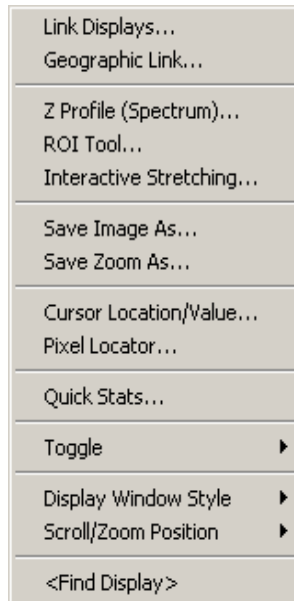 Link Displays...
Geographic Link...
Z Profile (Spectrum)...
ROI Tool...
Interactive Stretching...
Save Image As...
Save Zoom As...
Cursor Location/Value...
Pixel Locator...
Quick Stats...
Toggle
Display Window Style
Scroll/Zoom Position
<Find Display>